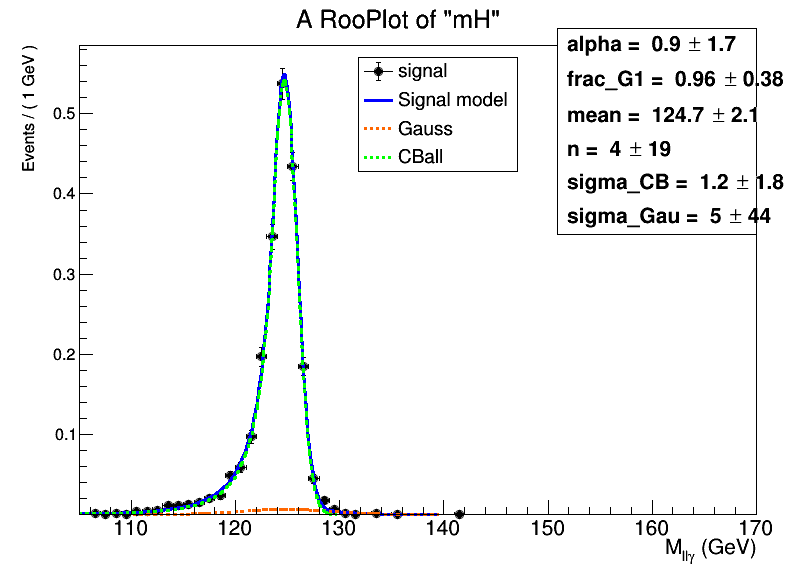 A RooPlot of "mH"
Events / ( 1 GeV )
0.5
0.4
0.3
0.2
0.1
signal
Signal model
Gauss
CBall
alpha = 0.9 ± 1.7
frac_G1 = 0.96 ± 0.38
mean = 124.7 ± 2.1
n = 4 ± 19
sigma_CB = 1.2 ± 1.8
sigma_Gau = 5 ± 44
110 120 130 140 150 160 170
M_llγ (GeV)